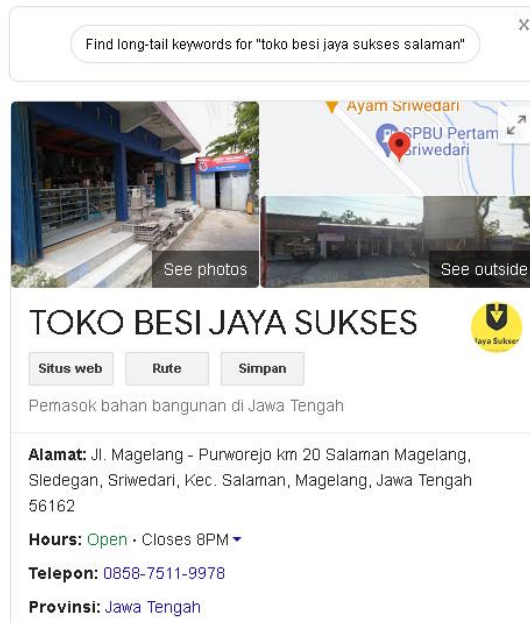 Find long-tail keywords for "toko besi jaya sukses salaman"
Ayam Sriwedari
SPBU Pertam
Sriwedari
See photos
See outside
TOKO BESI JAYA SUKSES
Jaya Sukses
Situs web
Rute
Simpan
Pemasok bahan bangunan di Jawa Tengah
Alamat: Jl. Magelang - Purworejo km 20 Salaman Magelang,
Sledegan, Sriwedari, Kec. Salaman, Magelang, Jawa Tengah
56162
Hours: Open · Closes 8PM
Telepon: 0858-7511-9978
Provinsi: Jawa Tengah